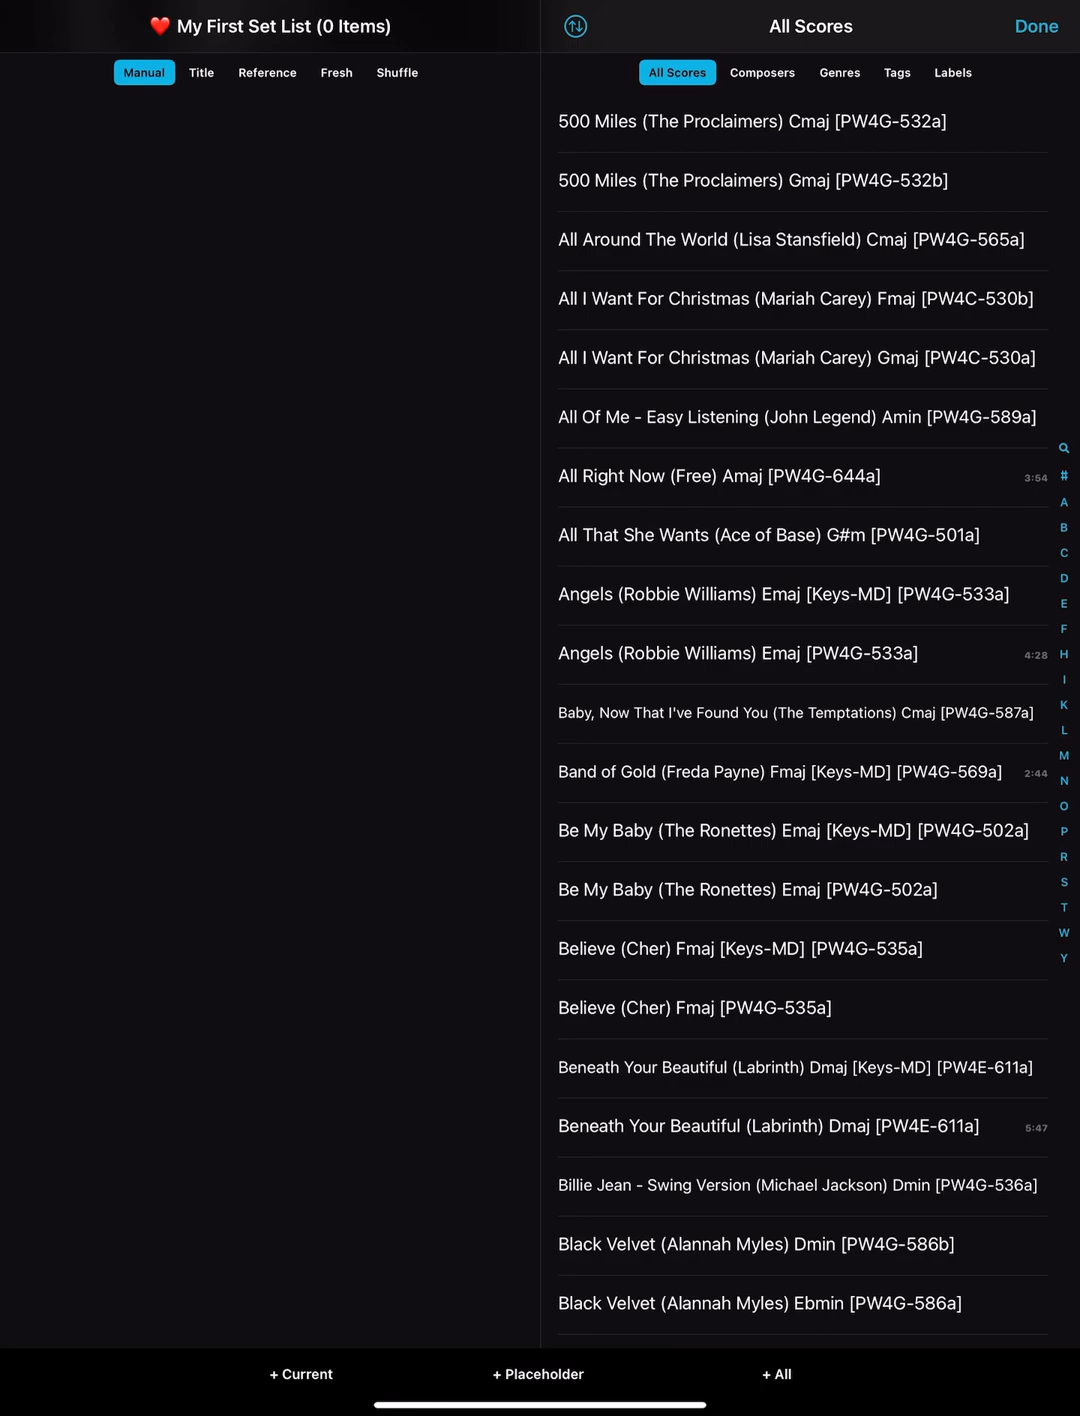 ❤️ My First Set List (0 Items)
Manual Title Reference Fresh Shuffle
All Scores
Done
All Scores Composers Genres Tags Labels
500 Miles (The Proclaimers) Cmaj [PW4G-532a]
500 Miles (The Proclaimers) Gmaj [PW4G-532b]
All Around The World (Lisa Stansfield) Cmaj [PW4G-565a]
All I Want For Christmas (Mariah Carey) Fmaj [PW4C-530b]
All I Want For Christmas (Mariah Carey) Gmaj [PW4C-530a]
All Of Me - Easy Listening (John Legend) Amin [PW4G-589a]
All Right Now (Free) Amaj [PW4G-644a] 3:54
All That She Wants (Ace of Base) G#m [PW4G-501a]
Angels (Robbie Williams) Emaj [Keys-MD] [PW4G-533a]
Angels (Robbie Williams) Emaj [PW4G-533a] 4:28
Baby, Now That I've Found You (The Temptations) Cmaj [PW4G-587a]
Band of Gold (Freda Payne) Fmaj [Keys-MD] [PW4G-569a] 2:44
Be My Baby (The Ronettes) Emaj [Keys-MD] [PW4G-502a]
Be My Baby (The Ronettes) Emaj [PW4G-502a]
Believe (Cher) Fmaj [Keys-MD] [PW4G-535a]
Believe (Cher) Fmaj [PW4G-535a]
Beneath Your Beautiful (Labrinth) Dmaj [Keys-MD] [PW4E-611a]
Beneath Your Beautiful (Labrinth) Dmaj [PW4E-611a] 5:47
Billie Jean - Swing Version (Michael Jackson) Dmin [PW4G-536a]
Black Velvet (Alannah Myles) Dmin [PW4G-586b]
Black Velvet (Alannah Myles) Ebmin [PW4G-586a]
#
A
B
C
D
E
F
H
I
K
L
M
N
O
P
R
S
T
W
Y
+ Current + Placeholder + All